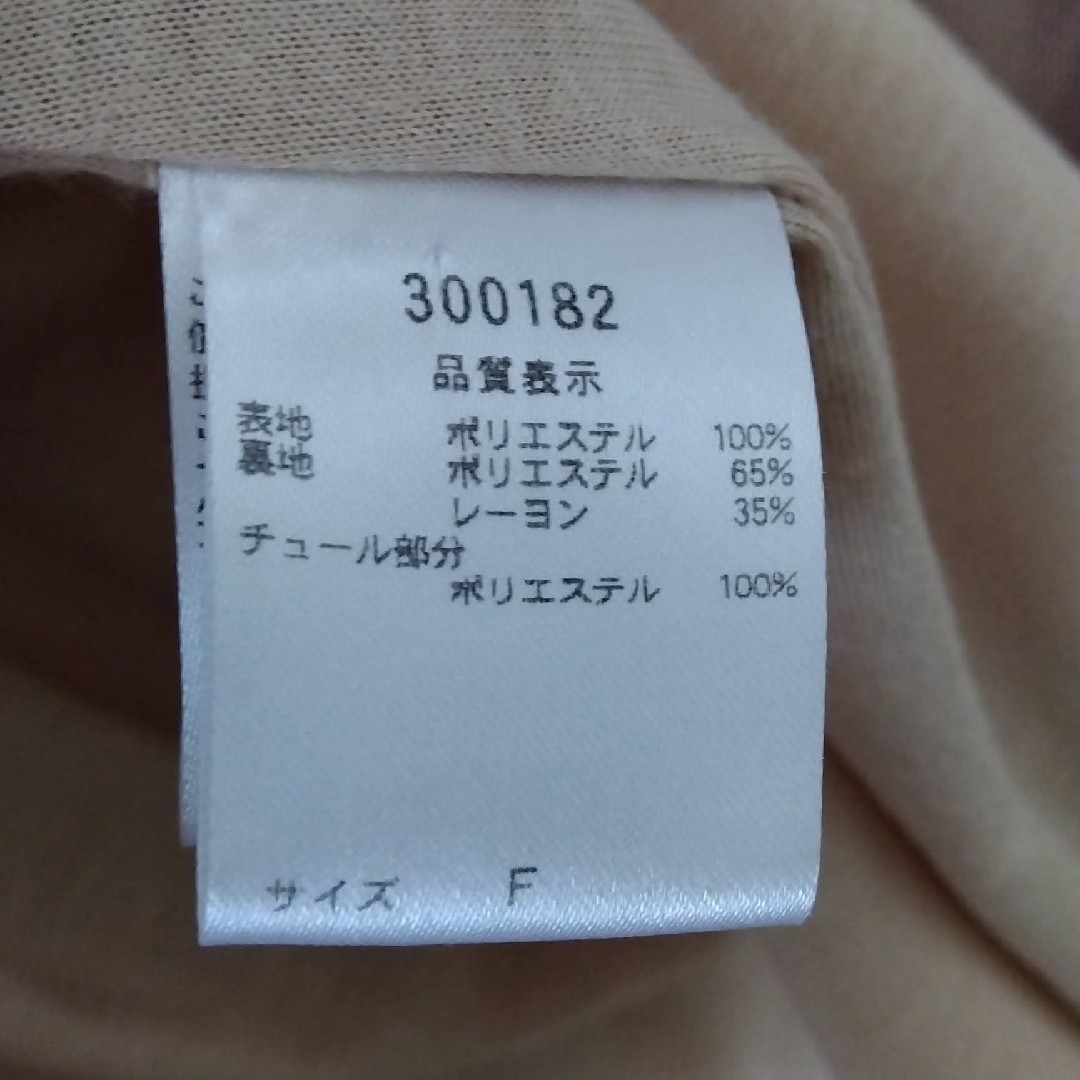 300182
品質表示
表地 ポリエステル 100%
裏地 ポリエステル 65%
レーヨン 35%
チュール部分
ポリエステル 100%
サイズ F